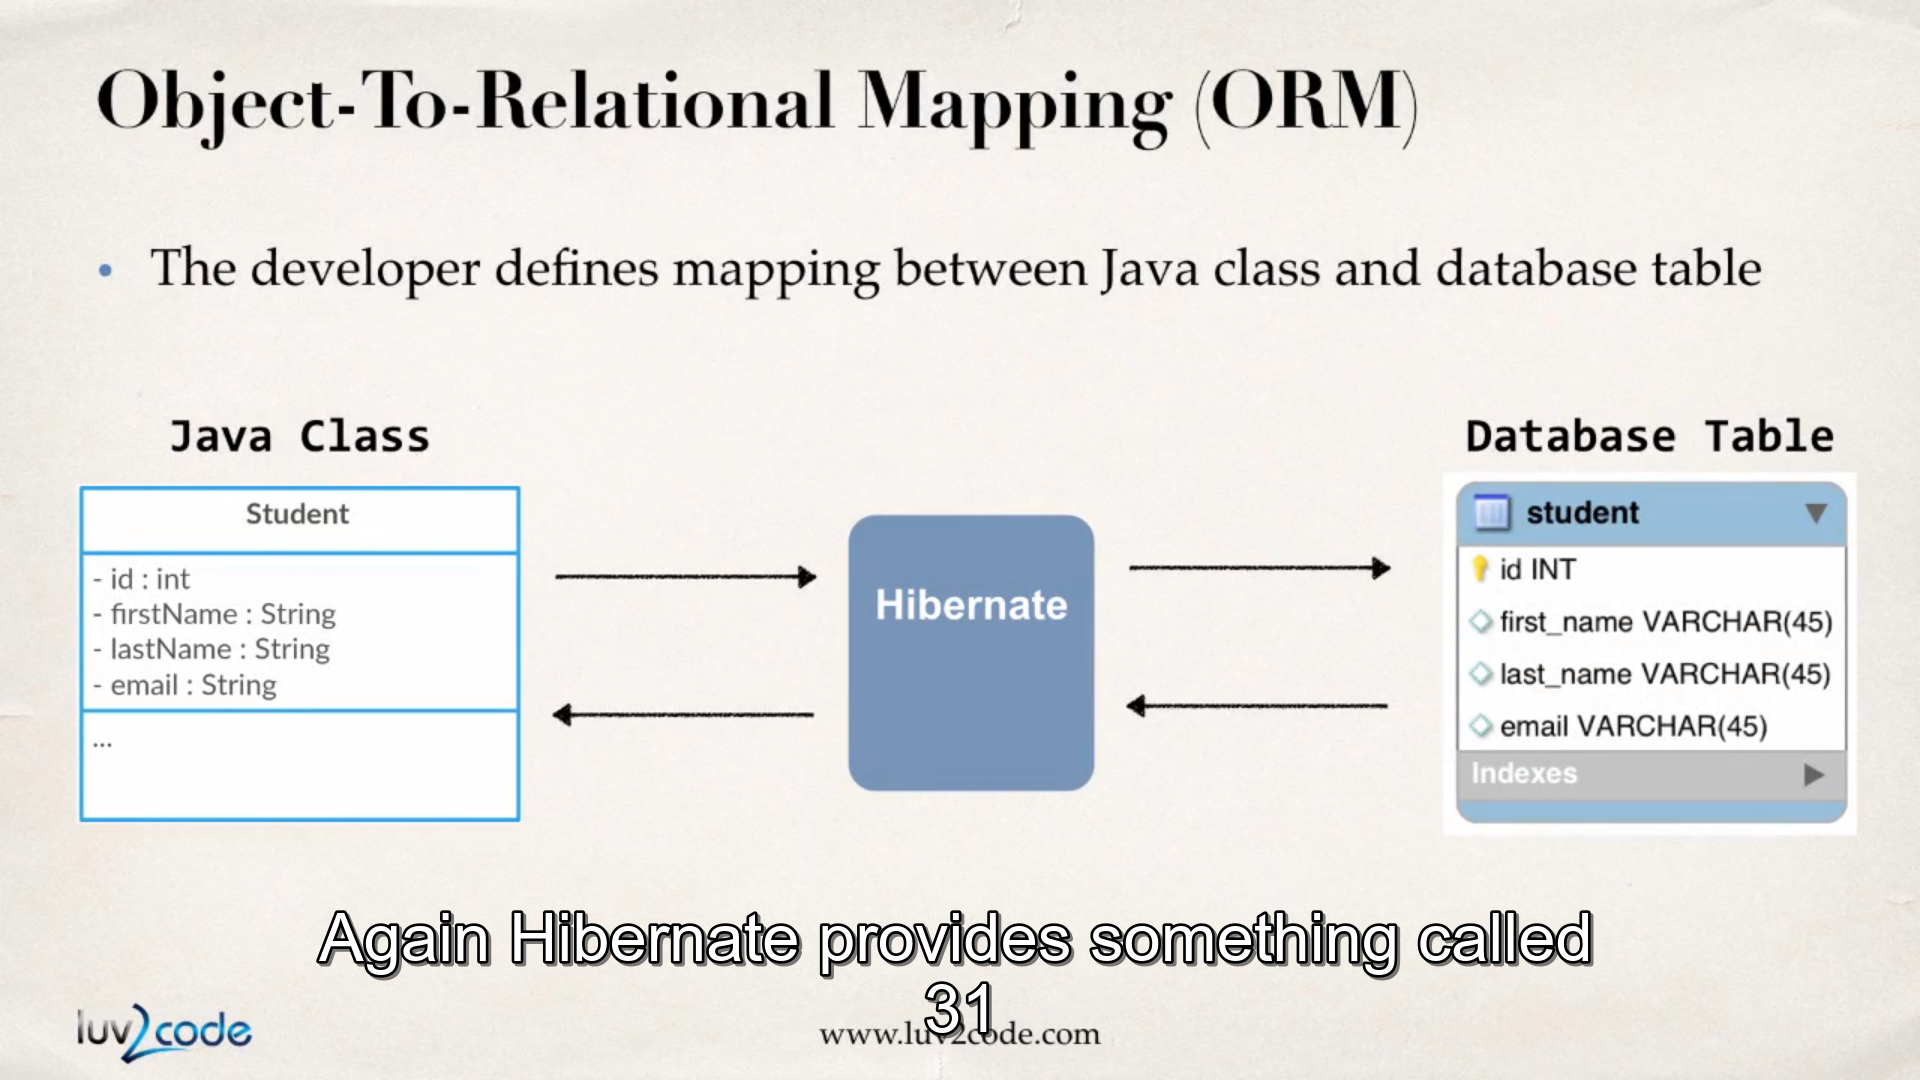 Object-To-Relational Mapping (ORM)
• The developer defines mapping between Java class and database table
Java Class
Student
- id : int
- firstName : String
- lastName : String
- email : String
...
Hibernate
Database Table
student
id INT
first_name VARCHAR(45)
last_name VARCHAR(45)
email VARCHAR(45)
Indexes
Again Hibernate provides something called
31
luv2code
www.luv2code.com